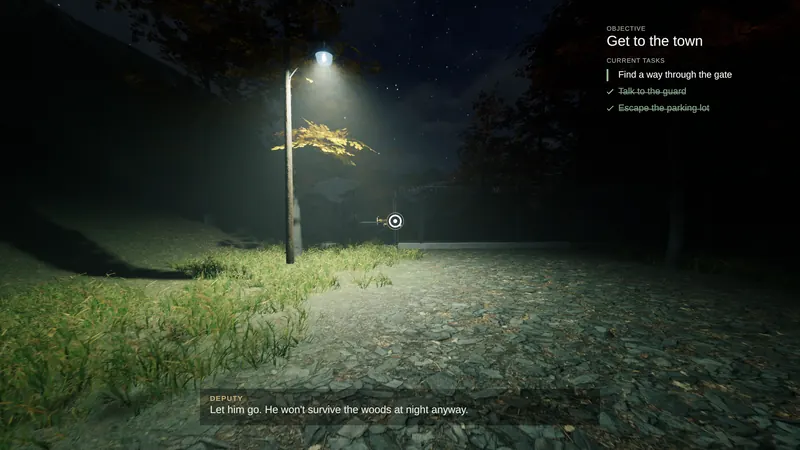 OBJECTIVE
Get to the town
CURRENT TASKS
Find a way through the gate
Talk to the guard
Escape the parking lot
DEPUTY
Let him go. He won't survive the woods at night anyway.